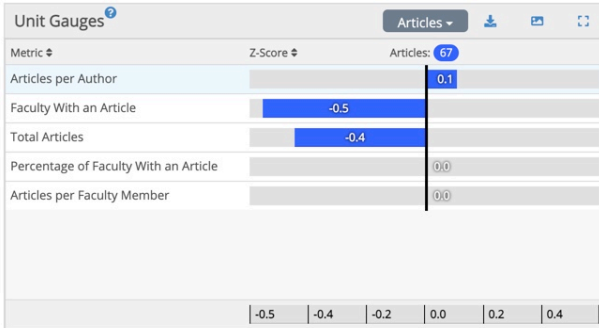 Unit Gauges ?
Articles
Metric Z-Score Articles: 67
Articles per Author 0.1
Faculty With an Article -0.5
Total Articles -0.4
Percentage of Faculty With an Article 0.0
Articles per Faculty Member 0.0
-0.5 -0.4 -0.2 0.0 0.2 0.4